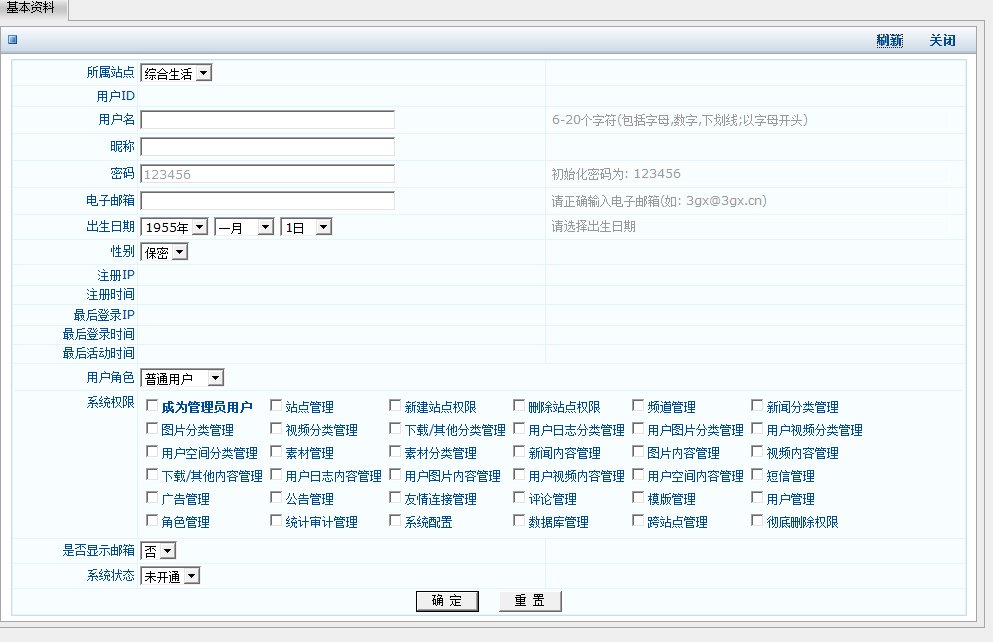 基本资料
刷新 关闭
所属站点 综合生活
用户ID
用户名 6-20个字符(包括字母,数字,下划线;以字母开头)
昵称
密码 123456 初始化密码为: 123456
电子邮箱 请正确输入电子邮箱(如: 3gx@3gx.cn)
出生日期 1955年 一月 1日 请选择出生日期
性别 保密
注册IP
注册时间
最后登录IP
最后登录时间
最后活动时间
用户角色 普通用户
系统权限 成为管理员用户 站点管理 新建站点权限 删除站点权限 频道管理 新闻分类管理
图片分类管理 视频分类管理 下载/其他分类管理 用户日志分类管理 用户图片分类管理 用户视频分类管理
用户空间分类管理 素材管理 素材分类管理 新闻内容管理 图片内容管理 视频内容管理
下载/其他内容管理 用户日志内容管理 用户图片内容管理 用户视频内容管理 用户空间内容管理 短信管理
广告管理 公告管理 友情连接管理 评论管理 模版管理 用户管理
角色管理 统计审计管理 系统配置 数据库管理 跨站点管理 彻底删除权限
是否显示邮箱 否
系统状态 未开通
确 定 重 置